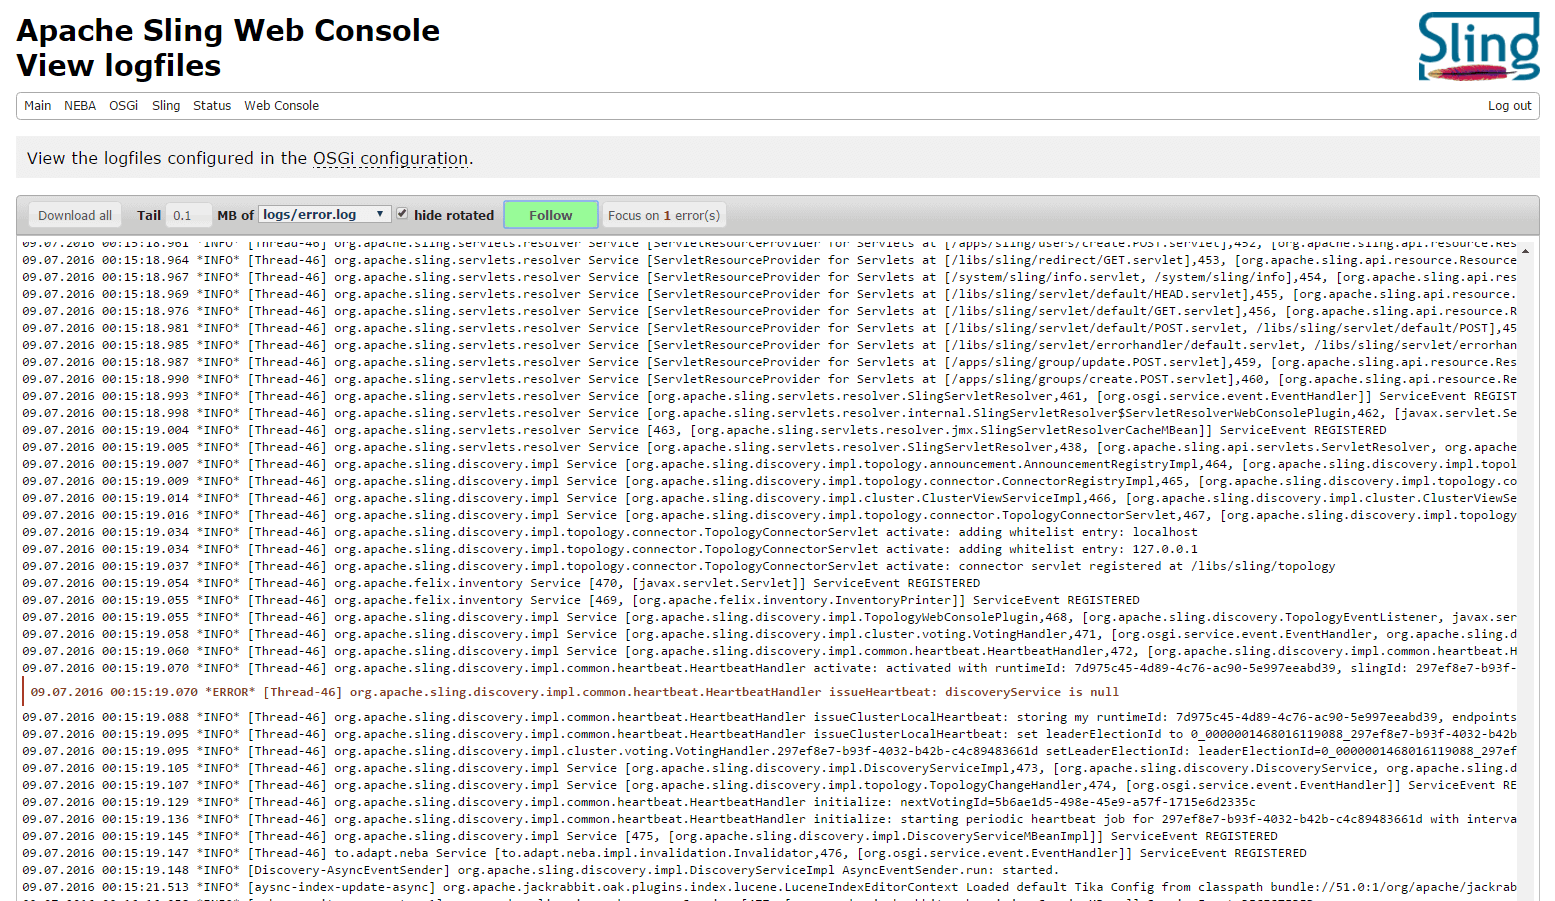 Apache Sling Web Console
View logfiles
Sling
Main NEBA OSGi Sling Status Web Console Log out
View the logfiles configured in the OSGi configuration.
Download all Tail 0.1 MB of logs/error.log hide rotated Follow Focus on 1 error(s)
09.07.2016 00:15:18.961 *INFO* [Thread-46] org.apache.sling.servlets.resolver Service [ServletResourceProvider for Servlets at [/apps/sling/users/create.POST.servlet],452, [org.apache.sling.api.resource.Res
09.07.2016 00:15:18.964 *INFO* [Thread-46] org.apache.sling.servlets.resolver Service [ServletResourceProvider for Servlets at [/libs/sling/redirect/GET.servlet],453, [org.apache.sling.api.resource.Resource
09.07.2016 00:15:18.967 *INFO* [Thread-46] org.apache.sling.servlets.resolver Service [ServletResourceProvider for Servlets at [/system/sling/info.servlet, /system/sling/info],454, [org.apache.sling.api.res
09.07.2016 00:15:18.969 *INFO* [Thread-46] org.apache.sling.servlets.resolver Service [ServletResourceProvider for Servlets at [/libs/sling/servlet/default/HEAD.servlet],455, [org.apache.sling.api.resource.
09.07.2016 00:15:18.976 *INFO* [Thread-46] org.apache.sling.servlets.resolver Service [ServletResourceProvider for Servlets at [/libs/sling/servlet/default/GET.servlet],456, [org.apache.sling.api.resource.R
09.07.2016 00:15:18.981 *INFO* [Thread-46] org.apache.sling.servlets.resolver Service [ServletResourceProvider for Servlets at [/libs/sling/servlet/default/POST.servlet, /libs/sling/servlet/default/POST],45
09.07.2016 00:15:18.985 *INFO* [Thread-46] org.apache.sling.servlets.resolver Service [ServletResourceProvider for Servlets at [/libs/sling/servlet/errorhandler/default.servlet, /libs/sling/servlet/errorhan
09.07.2016 00:15:18.987 *INFO* [Thread-46] org.apache.sling.servlets.resolver Service [ServletResourceProvider for Servlets at [/apps/sling/group/update.POST.servlet],459, [org.apache.sling.api.resource.Res
09.07.2016 00:15:18.990 *INFO* [Thread-46] org.apache.sling.servlets.resolver Service [ServletResourceProvider for Servlets at [/apps/sling/groups/create.POST.servlet],460, [org.apache.sling.api.resource.Re
09.07.2016 00:15:18.993 *INFO* [Thread-46] org.apache.sling.servlets.resolver Service [org.apache.sling.servlets.resolver.SlingServletResolver,461, [org.osgi.service.event.EventHandler]] ServiceEvent REGIST
09.07.2016 00:15:18.998 *INFO* [Thread-46] org.apache.sling.servlets.resolver Service [org.apache.sling.servlets.resolver.internal.SlingServletResolver$ServletResolverWebConsolePlugin,462, [javax.servlet.Se
09.07.2016 00:15:19.004 *INFO* [Thread-46] org.apache.sling.servlets.resolver Service [463, [org.apache.sling.servlets.resolver.jmx.SlingServletResolverCacheMBean]] ServiceEvent REGISTERED
09.07.2016 00:15:19.005 *INFO* [Thread-46] org.apache.sling.servlets.resolver Service [org.apache.sling.servlets.resolver.SlingServletResolver,438, [org.apache.sling.api.servlets.ServletResolver, org.apache
09.07.2016 00:15:19.007 *INFO* [Thread-46] org.apache.sling.discovery.impl Service [org.apache.sling.discovery.impl.topology.announcement.AnnouncementRegistryImpl,464, [org.apache.sling.discovery.impl.topol
09.07.2016 00:15:19.009 *INFO* [Thread-46] org.apache.sling.discovery.impl Service [org.apache.sling.discovery.impl.topology.connector.ConnectorRegistryImpl,465, [org.apache.sling.discovery.impl.topology.co
09.07.2016 00:15:19.014 *INFO* [Thread-46] org.apache.sling.discovery.impl Service [org.apache.sling.discovery.impl.cluster.ClusterViewServiceImpl,466, [org.apache.sling.discovery.impl.cluster.ClusterViewSe
09.07.2016 00:15:19.016 *INFO* [Thread-46] org.apache.sling.discovery.impl Service [org.apache.sling.discovery.impl.topology.connector.TopologyConnectorServlet,467, [org.apache.sling.discovery.impl.topology
09.07.2016 00:15:19.034 *INFO* [Thread-46] org.apache.sling.discovery.impl.topology.connector.TopologyConnectorServlet activate: adding whitelist entry: localhost
09.07.2016 00:15:19.034 *INFO* [Thread-46] org.apache.sling.discovery.impl.topology.connector.TopologyConnectorServlet activate: adding whitelist entry: 127.0.0.1
09.07.2016 00:15:19.037 *INFO* [Thread-46] org.apache.sling.discovery.impl.topology.connector.TopologyConnectorServlet activate: connector servlet registered at /libs/sling/topology
09.07.2016 00:15:19.054 *INFO* [Thread-46] org.apache.felix.inventory Service [470, [javax.servlet.Servlet]] ServiceEvent REGISTERED
09.07.2016 00:15:19.055 *INFO* [Thread-46] org.apache.felix.inventory Service [469, [org.apache.felix.inventory.InventoryPrinter]] ServiceEvent REGISTERED
09.07.2016 00:15:19.055 *INFO* [Thread-46] org.apache.sling.discovery.impl Service [org.apache.sling.discovery.impl.TopologyWebConsolePlugin,468, [org.apache.sling.discovery.TopologyEventListener, javax.ser
09.07.2016 00:15:19.058 *INFO* [Thread-46] org.apache.sling.discovery.impl Service [org.apache.sling.discovery.impl.cluster.voting.VotingHandler,471, [org.osgi.service.event.EventHandler, org.apache.sling.d
09.07.2016 00:15:19.060 *INFO* [Thread-46] org.apache.sling.discovery.impl Service [org.apache.sling.discovery.impl.common.heartbeat.HeartbeatHandler,472, [org.apache.sling.discovery.impl.common.heartbeat.H
09.07.2016 00:15:19.070 *INFO* [Thread-46] org.apache.sling.discovery.impl.common.heartbeat.HeartbeatHandler activate: activated with runtimeId: 7d975c45-4d89-4c76-ac90-5e997eeabd39, slingId: 297ef8e7-b93f-
09.07.2016 00:15:19.070 *ERROR* [Thread-46] org.apache.sling.discovery.impl.common.heartbeat.HeartbeatHandler issueHeartbeat: discoveryService is null
09.07.2016 00:15:19.088 *INFO* [Thread-46] org.apache.sling.discovery.impl.common.heartbeat.HeartbeatHandler issueClusterLocalHeartbeat: storing my runtimeId: 7d975c45-4d89-4c76-ac90-5e997eeabd39, endpoints
09.07.2016 00:15:19.095 *INFO* [Thread-46] org.apache.sling.discovery.impl.common.heartbeat.HeartbeatHandler issueClusterLocalHeartbeat: set leaderElectionId to 0_0000001468016119088_297ef8e7-b93f-4032-b42b
09.07.2016 00:15:19.095 *INFO* [Thread-46] org.apache.sling.discovery.impl.cluster.voting.VotingHandler.297ef8e7-b93f-4032-b42b-c4c89483661d setLeaderElectionId: leaderElectionId=0_0000001468016119088_297ef
09.07.2016 00:15:19.105 *INFO* [Thread-46] org.apache.sling.discovery.impl Service [org.apache.sling.discovery.impl.DiscoveryServiceImpl,473, [org.apache.sling.discovery.DiscoveryService, org.apache.sling.d
09.07.2016 00:15:19.107 *INFO* [Thread-46] org.apache.sling.discovery.impl Service [org.apache.sling.discovery.impl.topology.TopologyChangeHandler,474, [org.osgi.service.event.EventHandler]] ServiceEvent RE
09.07.2016 00:15:19.129 *INFO* [Thread-46] org.apache.sling.discovery.impl.common.heartbeat.HeartbeatHandler initialize: nextVotingId=5b6ae1d5-498e-45e9-a57f-1715e6d2335c
09.07.2016 00:15:19.136 *INFO* [Thread-46] org.apache.sling.discovery.impl.common.heartbeat.HeartbeatHandler initialize: starting periodic heartbeat job for 297ef8e7-b93f-4032-b42b-c4c89483661d with interva
09.07.2016 00:15:19.145 *INFO* [Thread-46] org.apache.sling.discovery.impl Service [475, [org.apache.sling.discovery.impl.DiscoveryServiceMBeanImpl]] ServiceEvent REGISTERED
09.07.2016 00:15:19.147 *INFO* [Thread-46] to.adapt.neba Service [to.adapt.neba.impl.invalidation.Invalidator,476, [org.osgi.service.event.EventHandler]] ServiceEvent REGISTERED
09.07.2016 00:15:19.148 *INFO* [Discovery-AsyncEventSender] org.apache.sling.discovery.impl.DiscoveryServiceImpl AsyncEventSender.run: started.
09.07.2016 00:15:21.513 *INFO* [aysnc-index-update-async] org.apache.jackrabbit.oak.plugins.index.lucene.LuceneIndexEditorContext Loaded default Tika Config from classpath bundle://51.0:1/org/apache/jackrab